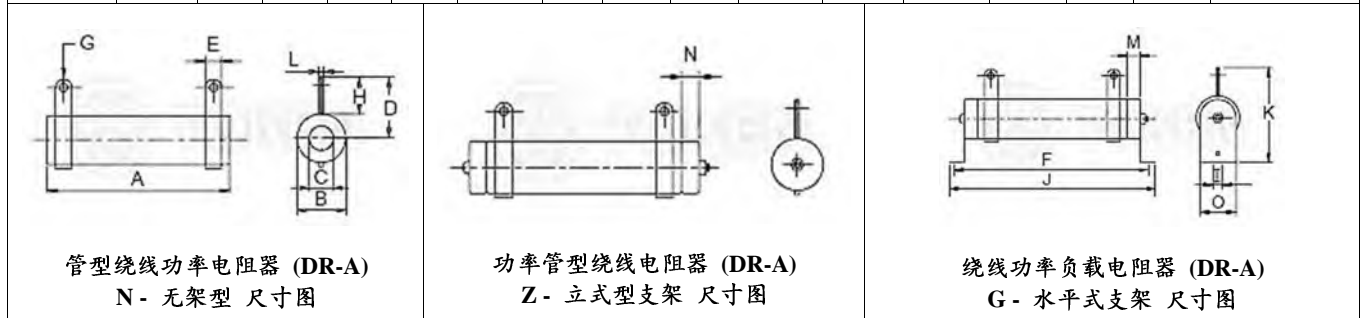 G
E
L
H
D
A
C
B
管型绕线功率电阻器 (DR-A)
N - 无架型 尺寸图
N
功率管型绕线电阻器 (DR-A)
Z - 立式型支架 尺寸图
M
K
F
J
I
O
绕线功率负载电阻器 (DR-A)
G - 水平式支架 尺寸图